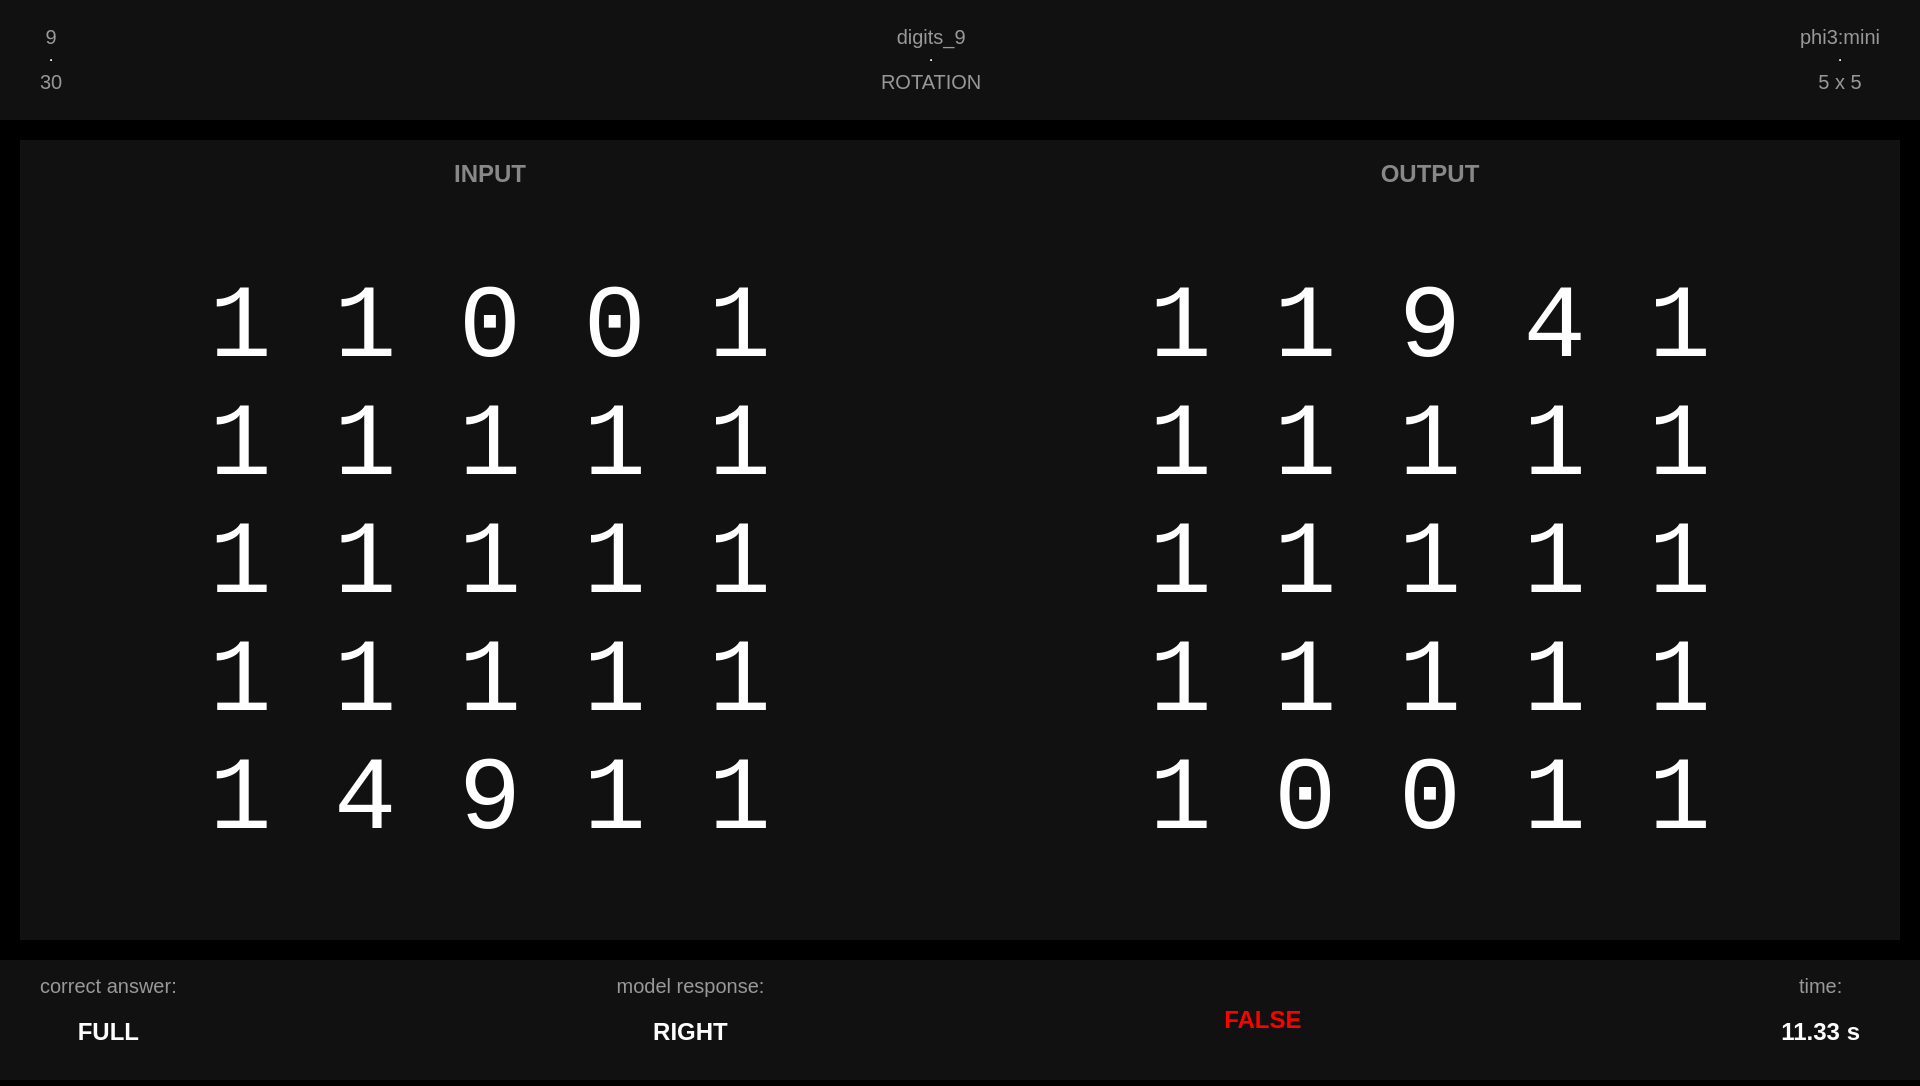 9
·
30
digits_9
·
ROTATION
phi3:mini
·
5 x 5
INPUT
1 1 0 0 1
1 1 1 1 1
1 1 1 1 1
1 1 1 1 1
1 4 9 1 1
OUTPUT
1 1 9 4 1
1 1 1 1 1
1 1 1 1 1
1 1 1 1 1
1 0 0 1 1
correct answer:
FULL
model response:
RIGHT
FALSE
time:
11.33 s